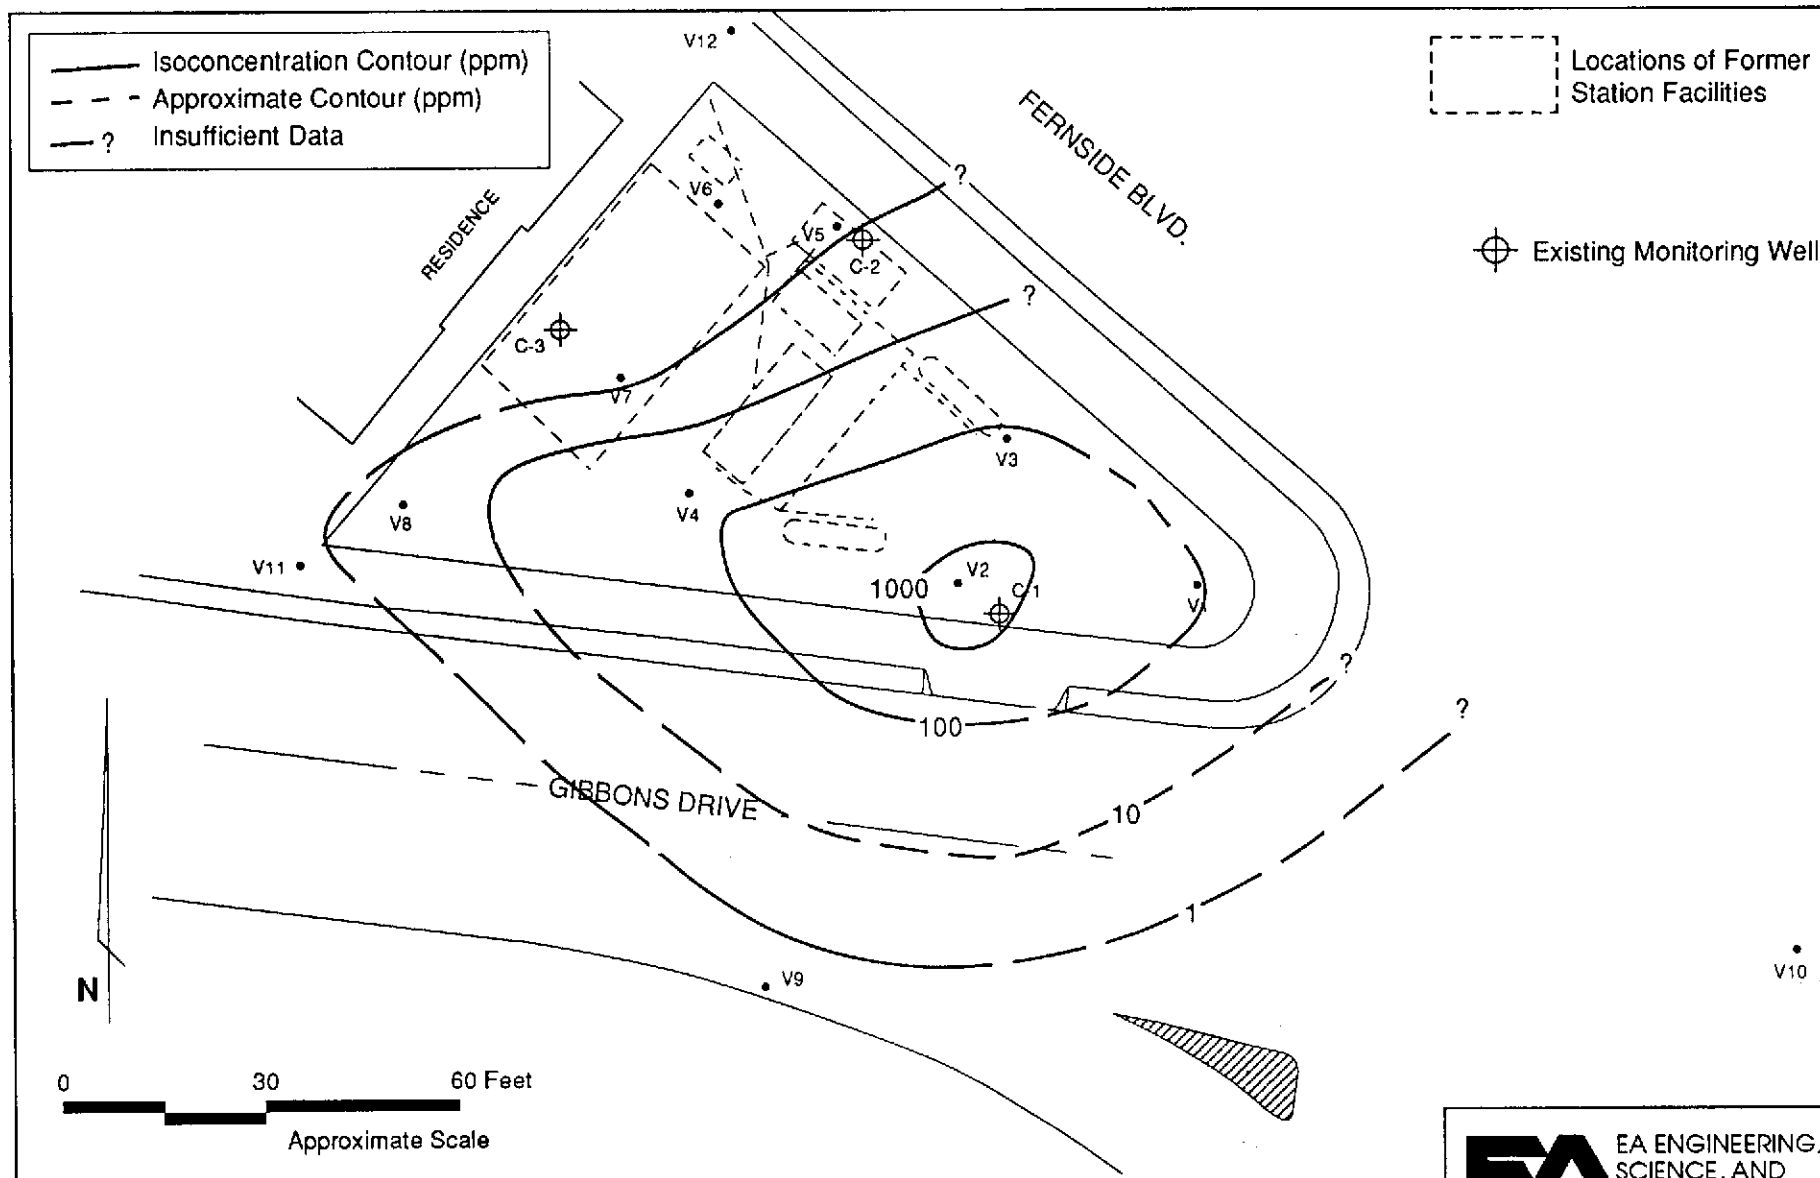 Isoconcentration Contour (ppm)
Approximate Contour (ppm)
? Insufficient Data
V12
Locations of Former
Station Facilities
FERNSIDE BLVD.
RESIDENCE
?
V6
V5
C-2
Existing Monitoring Well
?
C-3
V7
V3
V8
V4
V11
1000
V2
C-1
V1
?
?
100
GIBBONS DRIVE
10
1
V9
V10
N
0 30 60 Feet
Approximate Scale
EA
EA ENGINEERING,
SCIENCE, AND